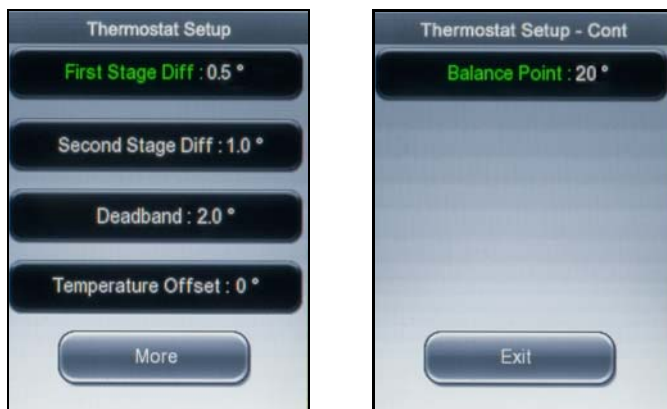 Thermostat Setup
First Stage Diff : 0.5 °
Second Stage Diff : 1.0 °
Deadband : 2.0 °
Temperature Offset : 0 °
More
Thermostat Setup - Cont
Balance Point : 20 °
Exit